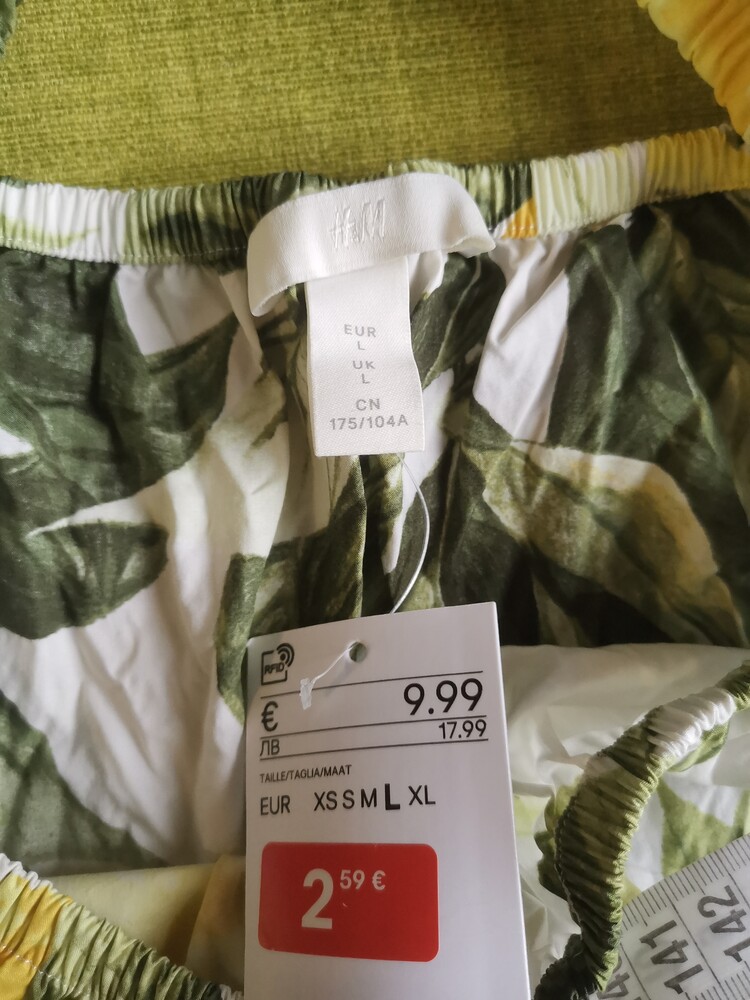 H&M
EUR
L
UK
L
CN
175/104A
RFID
€ 9.99
ЛВ 17.99
TAILLE/TAGLIA/MAAT
EUR XS S M L XL
2 59 €
141
142